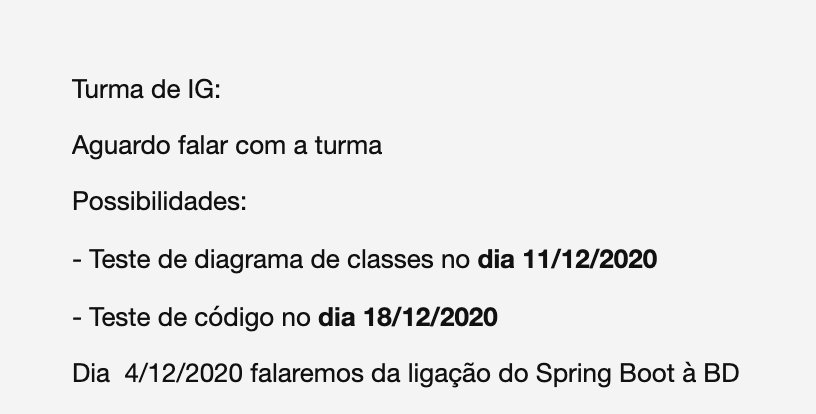 Turma de IG:
Aguardo falar com a turma
Possibilidades:
- Teste de diagrama de classes no dia 11/12/2020
- Teste de código no dia 18/12/2020
Dia  4/12/2020 falaremos da ligação do Spring Boot à BD